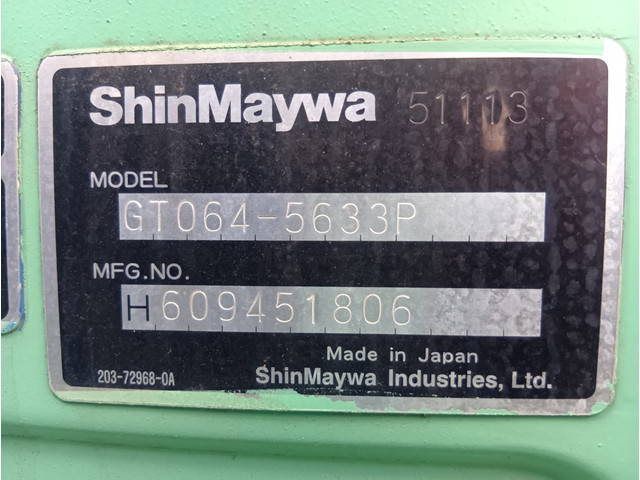 ShinMaywa 51113
MODEL
GT064-5633P
MFG.NO.
H609451806
Made in Japan
203-72968-0A ShinMaywa Industries, Ltd.